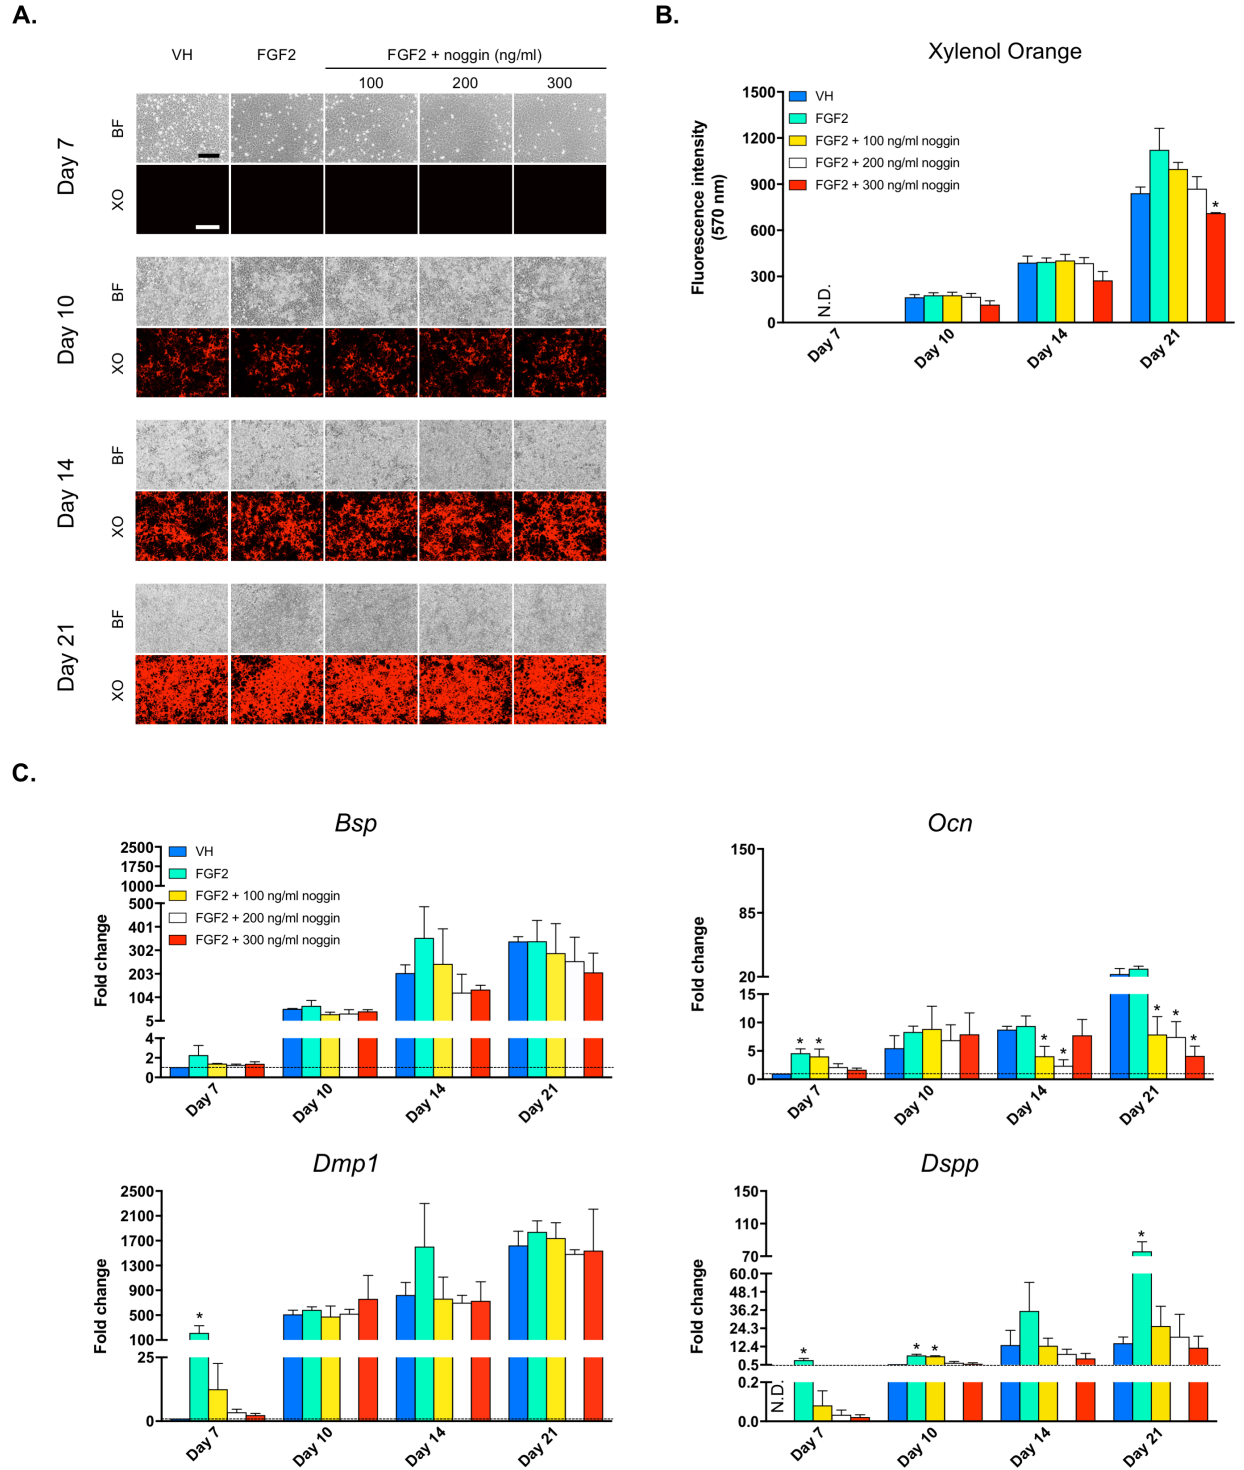 A.
VH
FGF2
FGF2 + noggin (ng/ml)
100
200
300
Day 7
BF
XO
Day 10
BF
XO
Day 14
BF
XO
Day 21
BF
XO
B.
Xylenol Orange
Fluorescence intensity
(570 nm)
1500
1200
900
600
300
0
VH
FGF2
FGF2 + 100 ng/ml noggin
FGF2 + 200 ng/ml noggin
FGF2 + 300 ng/ml noggin
N.D.
*
Day 7
Day 10
Day 14
Day 21
C.
Bsp
Fold change
2500
1750
1000
500
401
302
203
104
5
4
2
0
VH
FGF2
FGF2 + 100 ng/ml noggin
FGF2 + 200 ng/ml noggin
FGF2 + 300 ng/ml noggin
Day 7
Day 10
Day 14
Day 21
Ocn
Fold change
150
85
20
15
10
5
0
* *
* *
* * *
Day 7
Day 10
Day 14
Day 21
Dmp1
Fold change
2500
2100
1700
1300
900
500
100
25
0
*
Day 7
Day 10
Day 14
Day 21
Dspp
Fold change
150
110
70
60.0
48.1
36.2
24.3
12.4
0.5
0.2
0.0
N.D.
*
* *
*
Day 7
Day 10
Day 14
Day 21